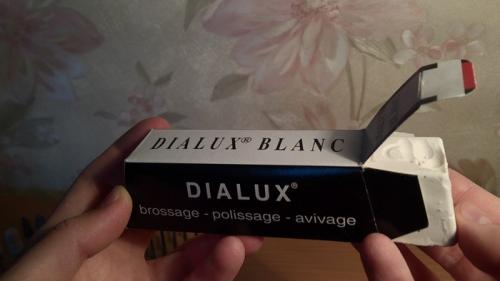 DIALUX® BLANC
DIALUX®
brossage - polissage - avivage